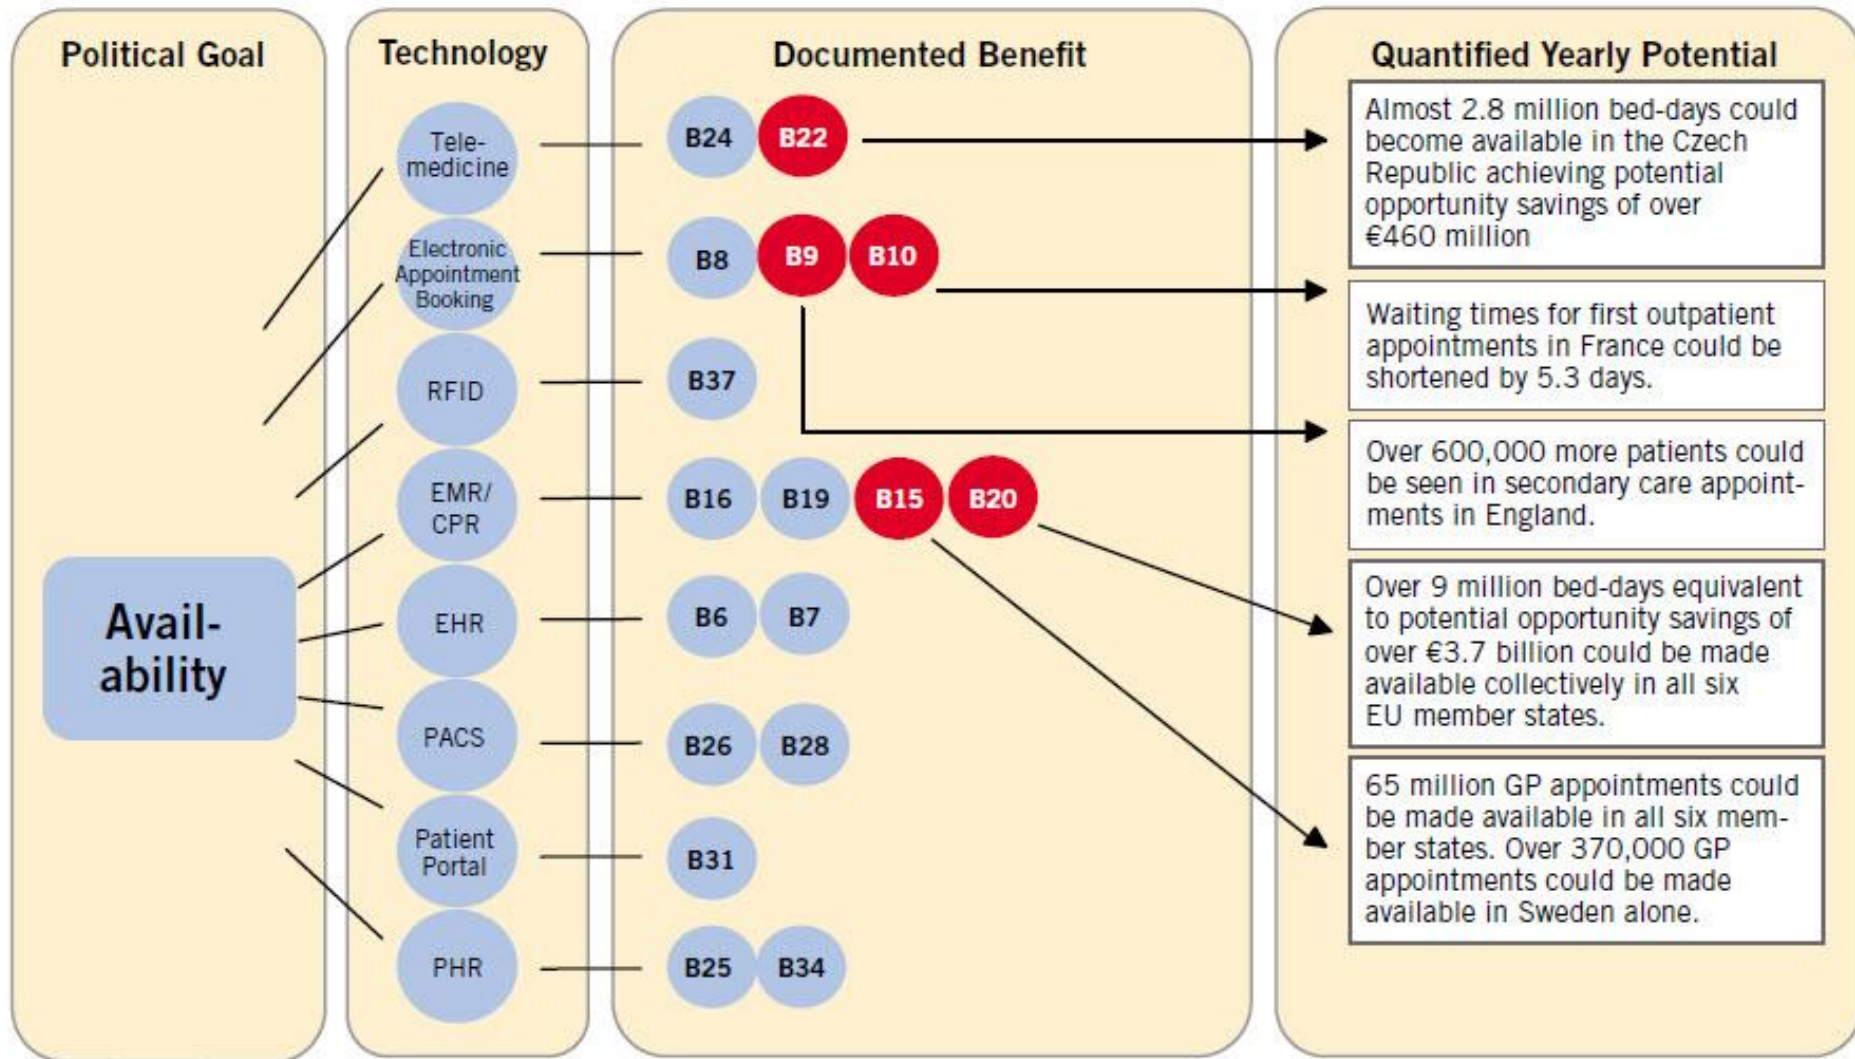 Political Goal
Technology
Documented Benefit
Quantified Yearly Potential
Avail-
ability
Tele-
medicine
Electronic
Appointment
Booking
RFID
EMR/
CPR
EHR
PACS
Patient
Portal
PHR
B24 B22
B8 B9 B10
B37
B16 B19 B15 B20
B6 B7
B26 B28
B31
B25 B34
Almost 2.8 million bed-days could
become available in the Czech
Republic achieving potential
opportunity savings of over
€460 million
Waiting times for first outpatient
appointments in France could be
shortened by 5.3 days.
Over 600,000 more patients could
be seen in secondary care appoint-
ments in England.
Over 9 million bed-days equivalent
to potential opportunity savings of
over €3.7 billion could be made
available collectively in all six
EU member states.
65 million GP appointments could
be made available in all six mem-
ber states. Over 370,000 GP
appointments could be made
available in Sweden alone.